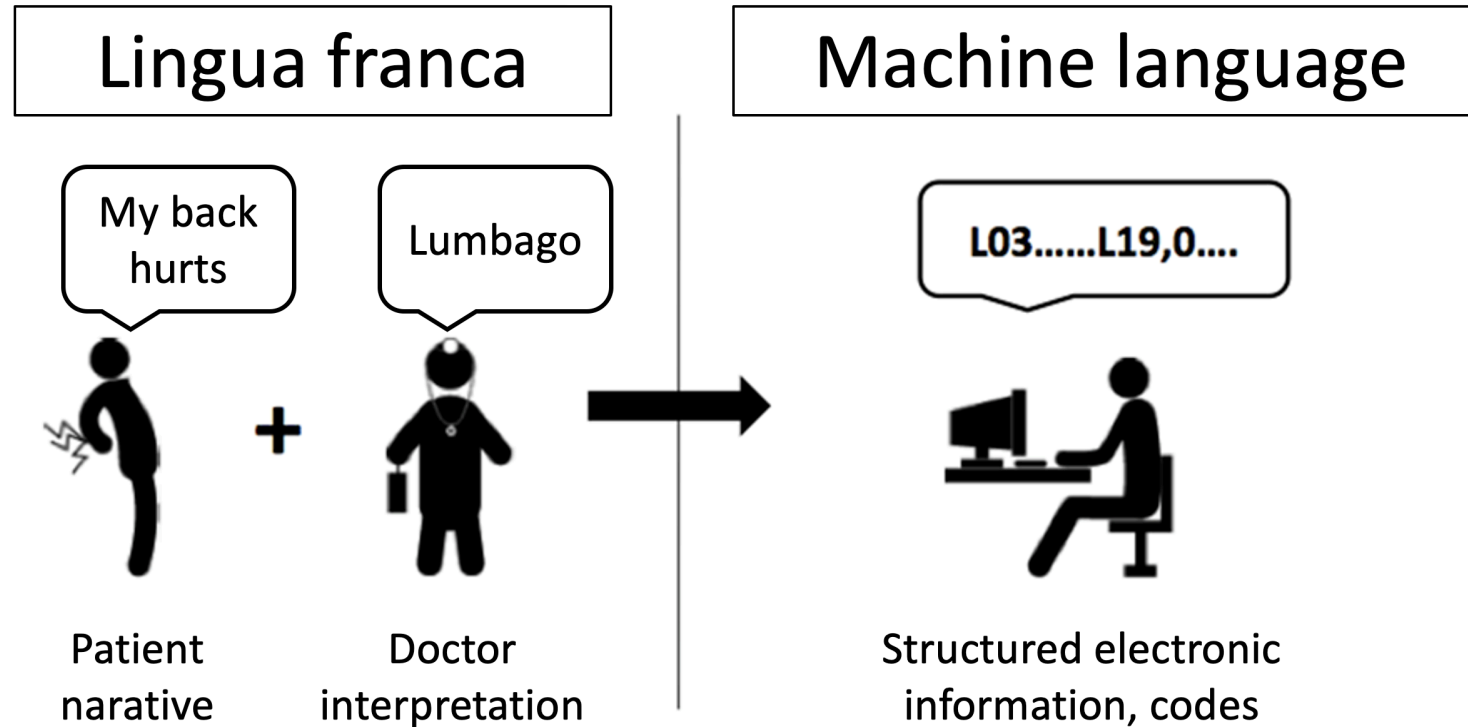 Lingua franca
Machine language
My back
hurts
Lumbago
L03......L19,0....
Patient
narative
Doctor
interpretation
Structured electronic
information, codes